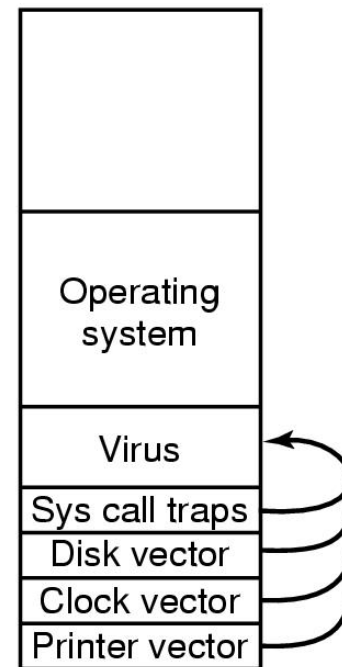 Operating
system
Virus
Sys call traps
Disk vector
Clock vector
Printer vector